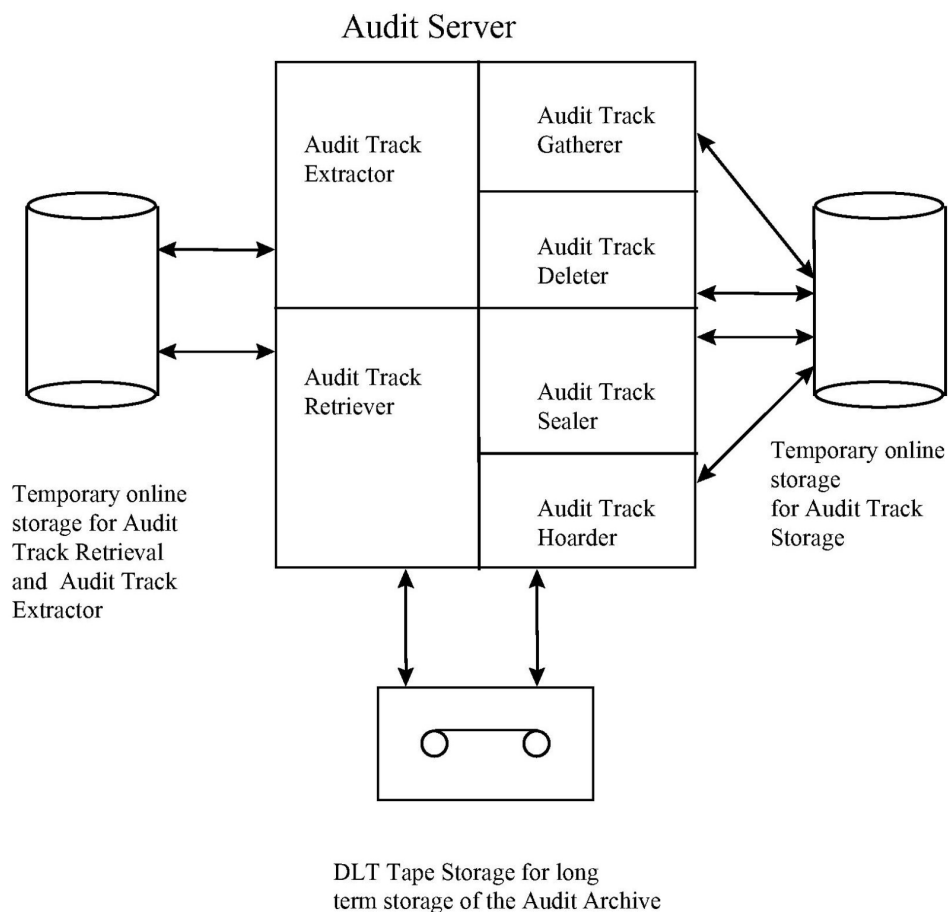 Audit Server
Audit Track
Extractor
Audit Track
Gatherer
Audit Track
Deleter
Audit Track
Retriever
Audit Track
Sealer
Audit Track
Hoarder
Temporary online
storage for Audit
Track Retrieval
and Audit Track
Extractor
Temporary online
storage
for Audit Track
Storage
DLT Tape Storage for long
term storage of the Audit Archive